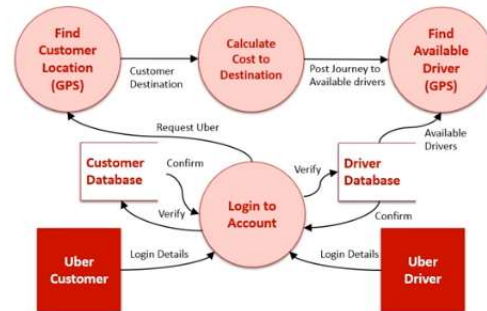 Find
Customer
Location
(GPS)
Customer
Destination
Calculate
Cost to
Destination
Post Journey to
Available drivers
Find
Available
Driver
(GPS)
Request Uber
Available
Drivers
Customer
Database
Confirm
Verify
Driver
Database
Login to
Account
Verify
Confirm
Uber
Customer
Login Details
Login Details
Uber
Driver